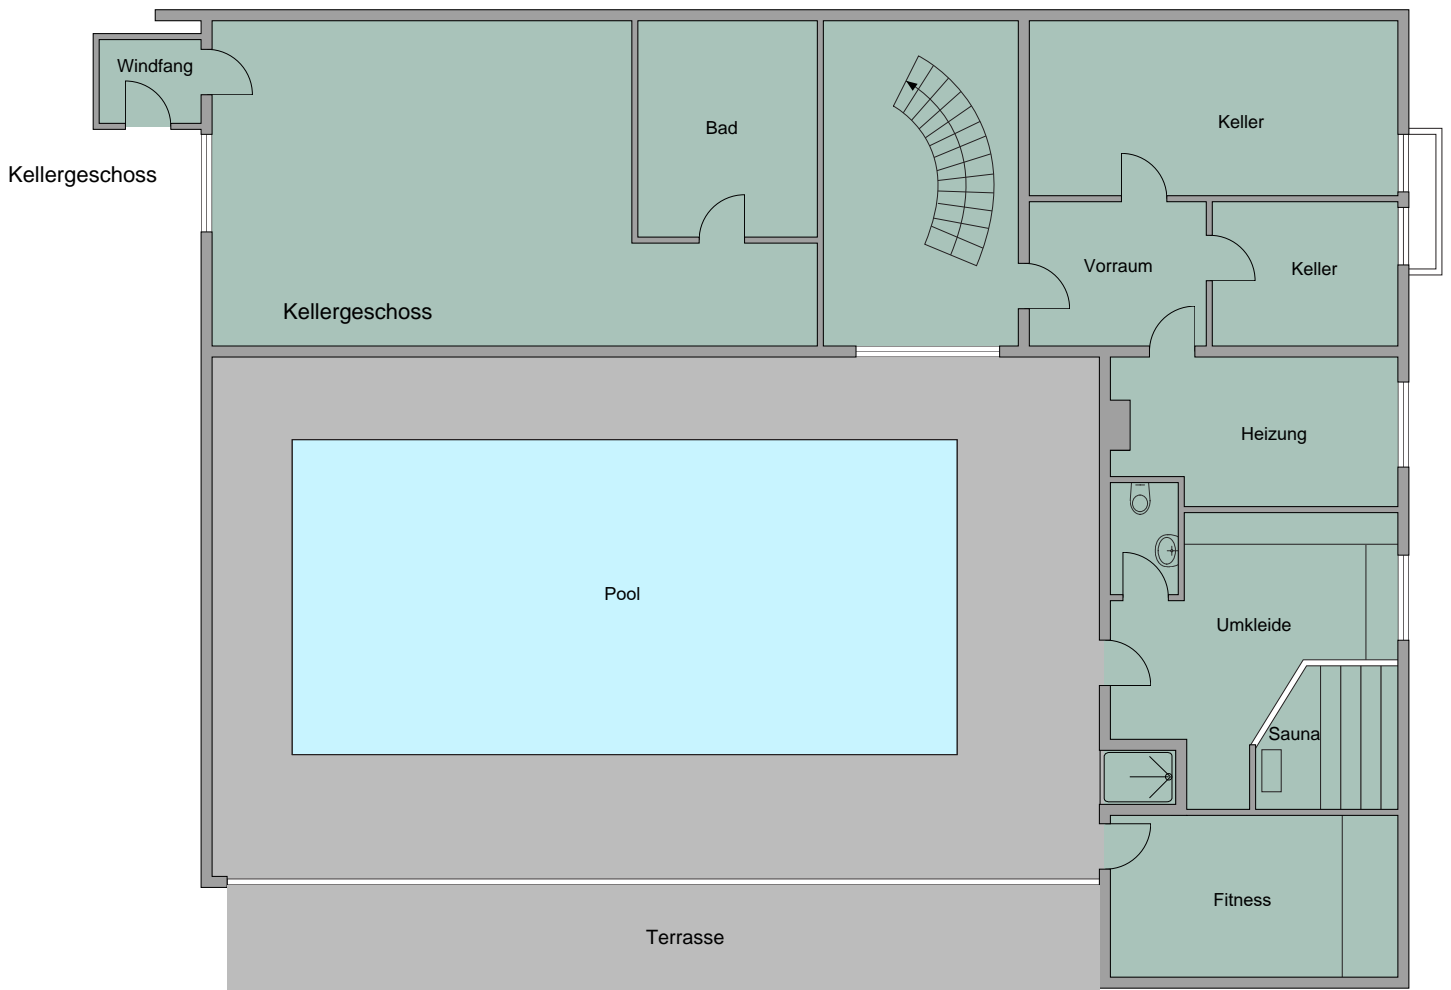 Windfang
Bad
Keller
Kellergeschoss
Vorraum
Keller
Kellergeschoss
Heizung
Pool
Umkleide
Sauna
Fitness
Terrasse